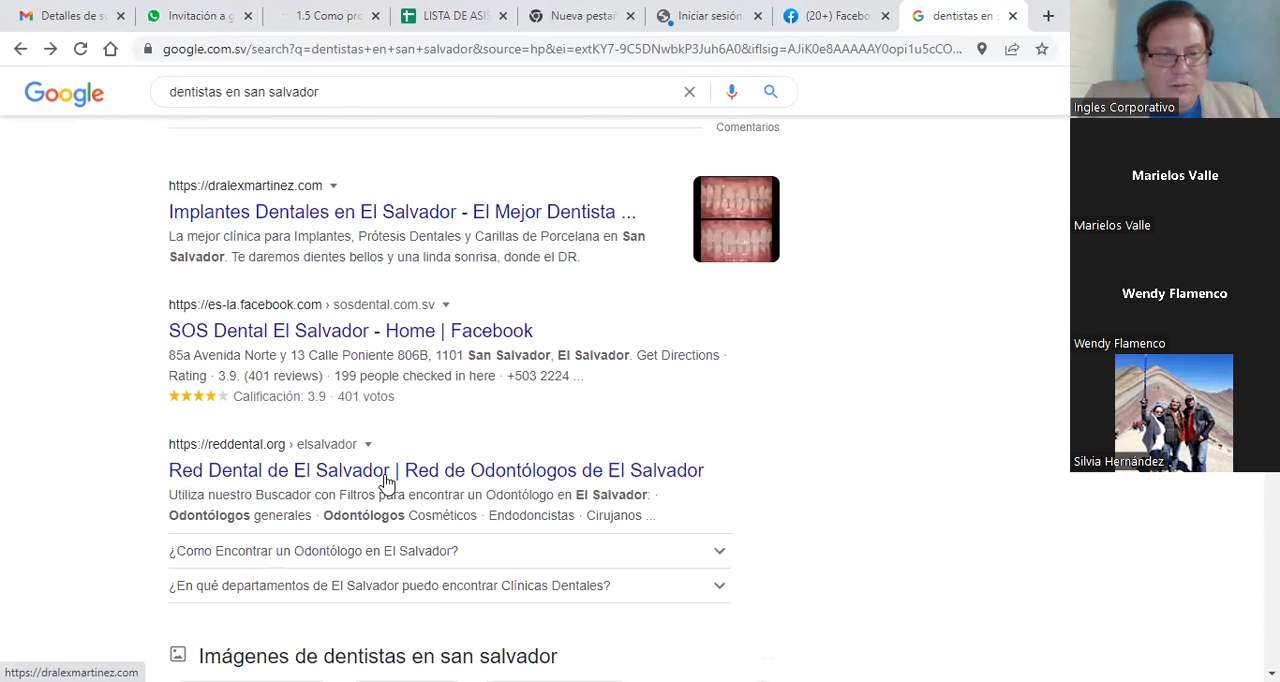 Detalles de su
Invitación a g
1.5 Como pro
LISTA DE ASIS
Nueva pestañ
Iniciar sesión
(20+) Facebo
dentistas en s
google.com.sv/search?q=dentistas+en+san+salvador&source=hp&ei=extKY7-9C5DNwbkP3Juh6A0&iflsig=AJiK0e8AAAAAY0opi1u5cCO...
Google
dentistas en san salvador
Comentarios
https://dralexmartinez.com
Implantes Dentales en El Salvador - El Mejor Dentista ...
La mejor clínica para Implantes, Prótesis Dentales y Carillas de Porcelana en San
Salvador. Te daremos dientes bellos y una linda sonrisa, donde el DR.
https://es-la.facebook.com › sosdental.com.sv
SOS Dental El Salvador - Home | Facebook
85a Avenida Norte y 13 Calle Poniente 806B, 1101 San Salvador, El Salvador. Get Directions ·
Rating · 3.9. (401 reviews) · 199 people checked in here · +503 2224 ...
Calificación: 3.9 · 401 votos
https://reddental.org › elsalvador
Red Dental de El Salvador | Red de Odontólogos de El Salvador
Utiliza nuestro Buscador con Filtros para encontrar un Odontólogo en El Salvador: ·
Odontólogos generales · Odontólogos Cosméticos · Endodoncistas · Cirujanos ...
¿Como Encontrar un Odontólogo en El Salvador?
¿En qué departamentos de El Salvador puedo encontrar Clínicas Dentales?
Imágenes de dentistas en san salvador
https://dralexmartinez.com
Ingles Corporativo
Marielos Valle
Marielos Valle
Wendy Flamenco
Wendy Flamenco
Silvia Hernández